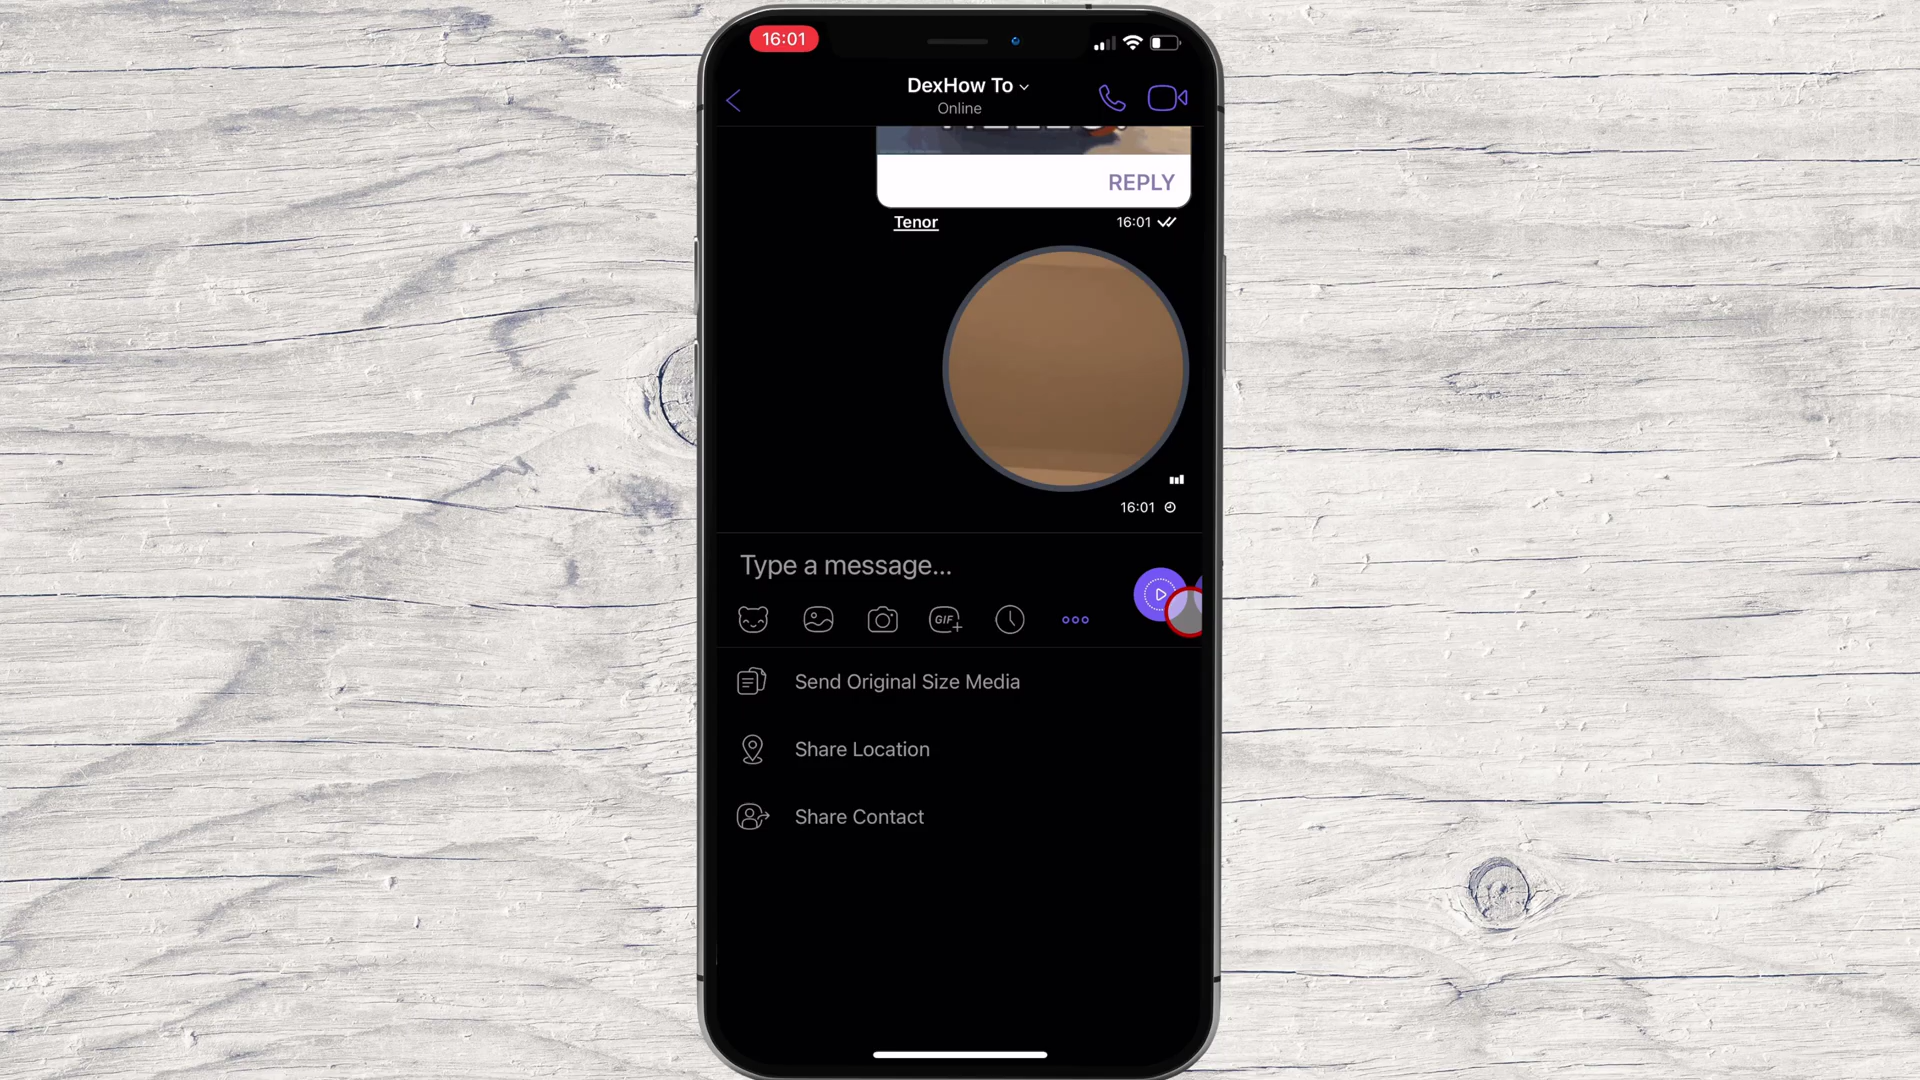 16:01
DexHow To
Online
REPLY
Tenor
16:01
16:01
Type a message...
GIF
Send Original Size Media
Share Location
Share Contact